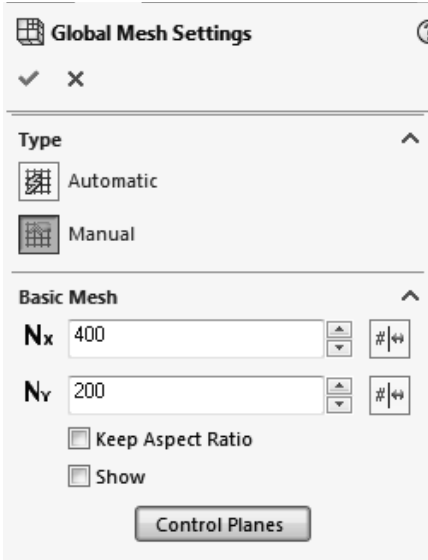 Global Mesh Settings
Type
Automatic
Manual
Basic Mesh
Nx 400
#
NY 200
#
Keep Aspect Ratio
Show
Control Planes